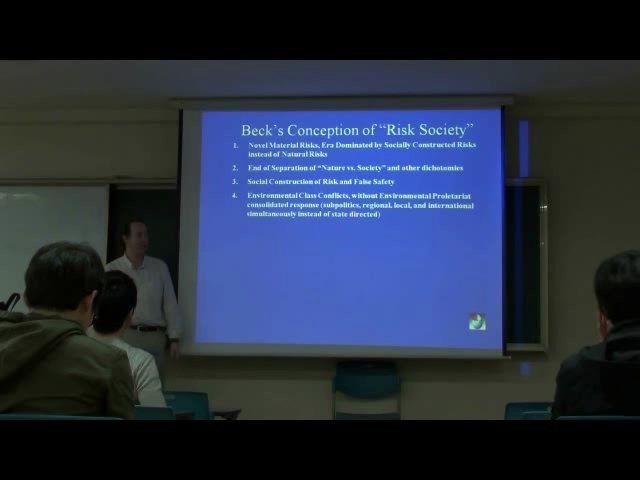 Beck's Conception of “Risk Society”
1. Novel Material Risks, Era Dominated by Socially Constructed Risks
instead of Natural Risks
2. End of Separation of “Nature vs. Society” and other dichotomies
3. Social Construction of Risk and False Safety
4. Environmental Class Conflicts, without Environmental Proletariat
consolidated response (subpolitics, regional, local, and international
simultaneously instead of state directed)